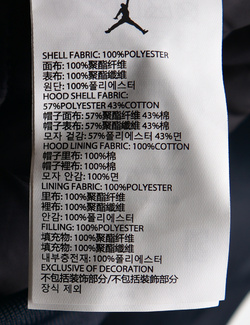 SHELL FABRIC: 100%POLYESTER
面布: 100%聚酯纤维
表布: 100%聚酯纖維
원단: 100%폴리에스터
HOOD SHELL FABRIC:
57%POLYESTER 43%COTTON
帽子面布: 57%聚酯纤维 43%棉
帽子表布: 57%聚酯纖維 43%棉
모자 겉감: 57%폴리에스터 43%면
HOOD LINING FABRIC: 100%COTTON
帽子里布: 100%棉
帽子裡布: 100%棉
모자 안감: 100%면
LINING FABRIC: 100%POLYESTER
里布: 100%聚酯纤维
裡布: 100%聚酯纖維
안감: 100%폴리에스터
FILLING: 100%POLYESTER
填充物: 100%聚酯纤维
填充物: 100%聚酯纖維
내부충전재: 100%폴리에스터
EXCLUSIVE OF DECORATION
不包括装饰部分/不包括裝飾部分
장식 제외